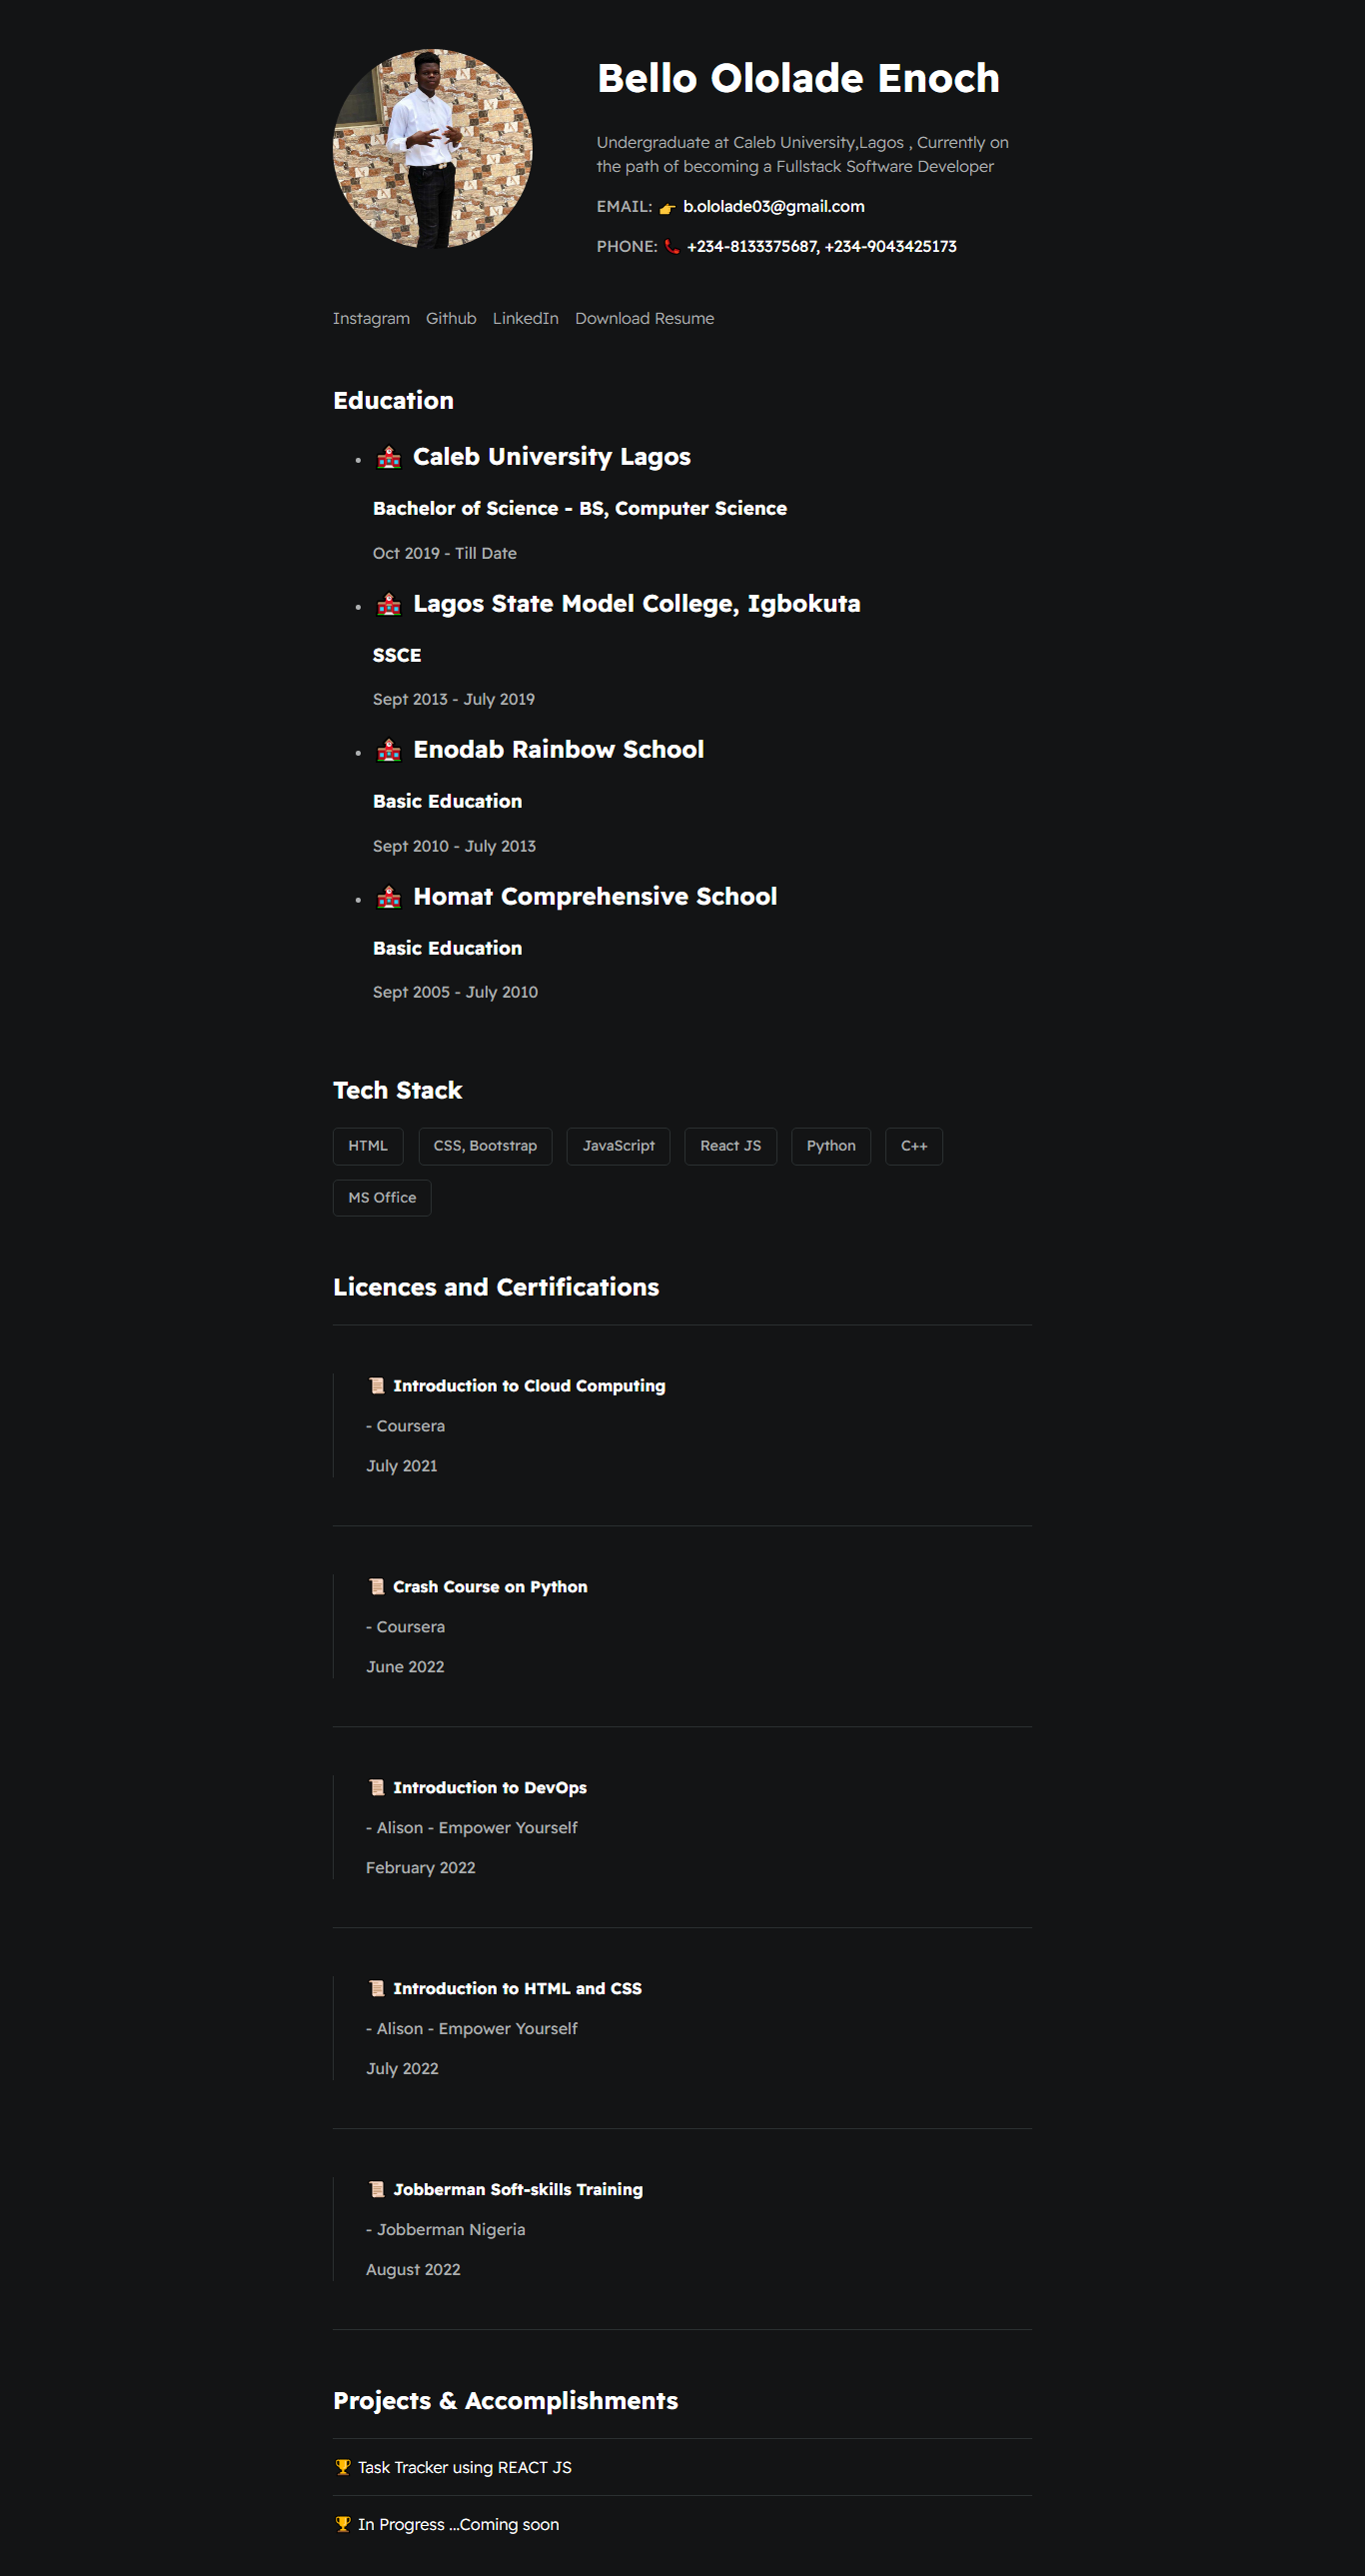 Bello Ololade Enoch
Undergraduate at Caleb University,Lagos , Currently on
the path of becoming a Fullstack Software Developer
EMAIL: 👉 b.ololade03@gmail.com
PHONE: 📞 +234-8133375687, +234-9043425173
Instagram Github LinkedIn Download Resume
Education
• 🏫 Caleb University Lagos
Bachelor of Science - BS, Computer Science
Oct 2019 - Till Date
• 🏫 Lagos State Model College, Igbokuta
SSCE
Sept 2013 - July 2019
• 🏫 Enodab Rainbow School
Basic Education
Sept 2010 - July 2013
• 🏫 Homat Comprehensive School
Basic Education
Sept 2005 - July 2010
Tech Stack
HTML CSS, Bootstrap JavaScript React JS Python C++
MS Office
Licences and Certifications
📜 Introduction to Cloud Computing
- Coursera
July 2021
📜 Crash Course on Python
- Coursera
June 2022
📜 Introduction to DevOps
- Alison - Empower Yourself
February 2022
📜 Introduction to HTML and CSS
- Alison - Empower Yourself
July 2022
📜 Jobberman Soft-skills Training
- Jobberman Nigeria
August 2022
Projects & Accomplishments
🏆 Task Tracker using REACT JS
🏆 In Progress ...Coming soon